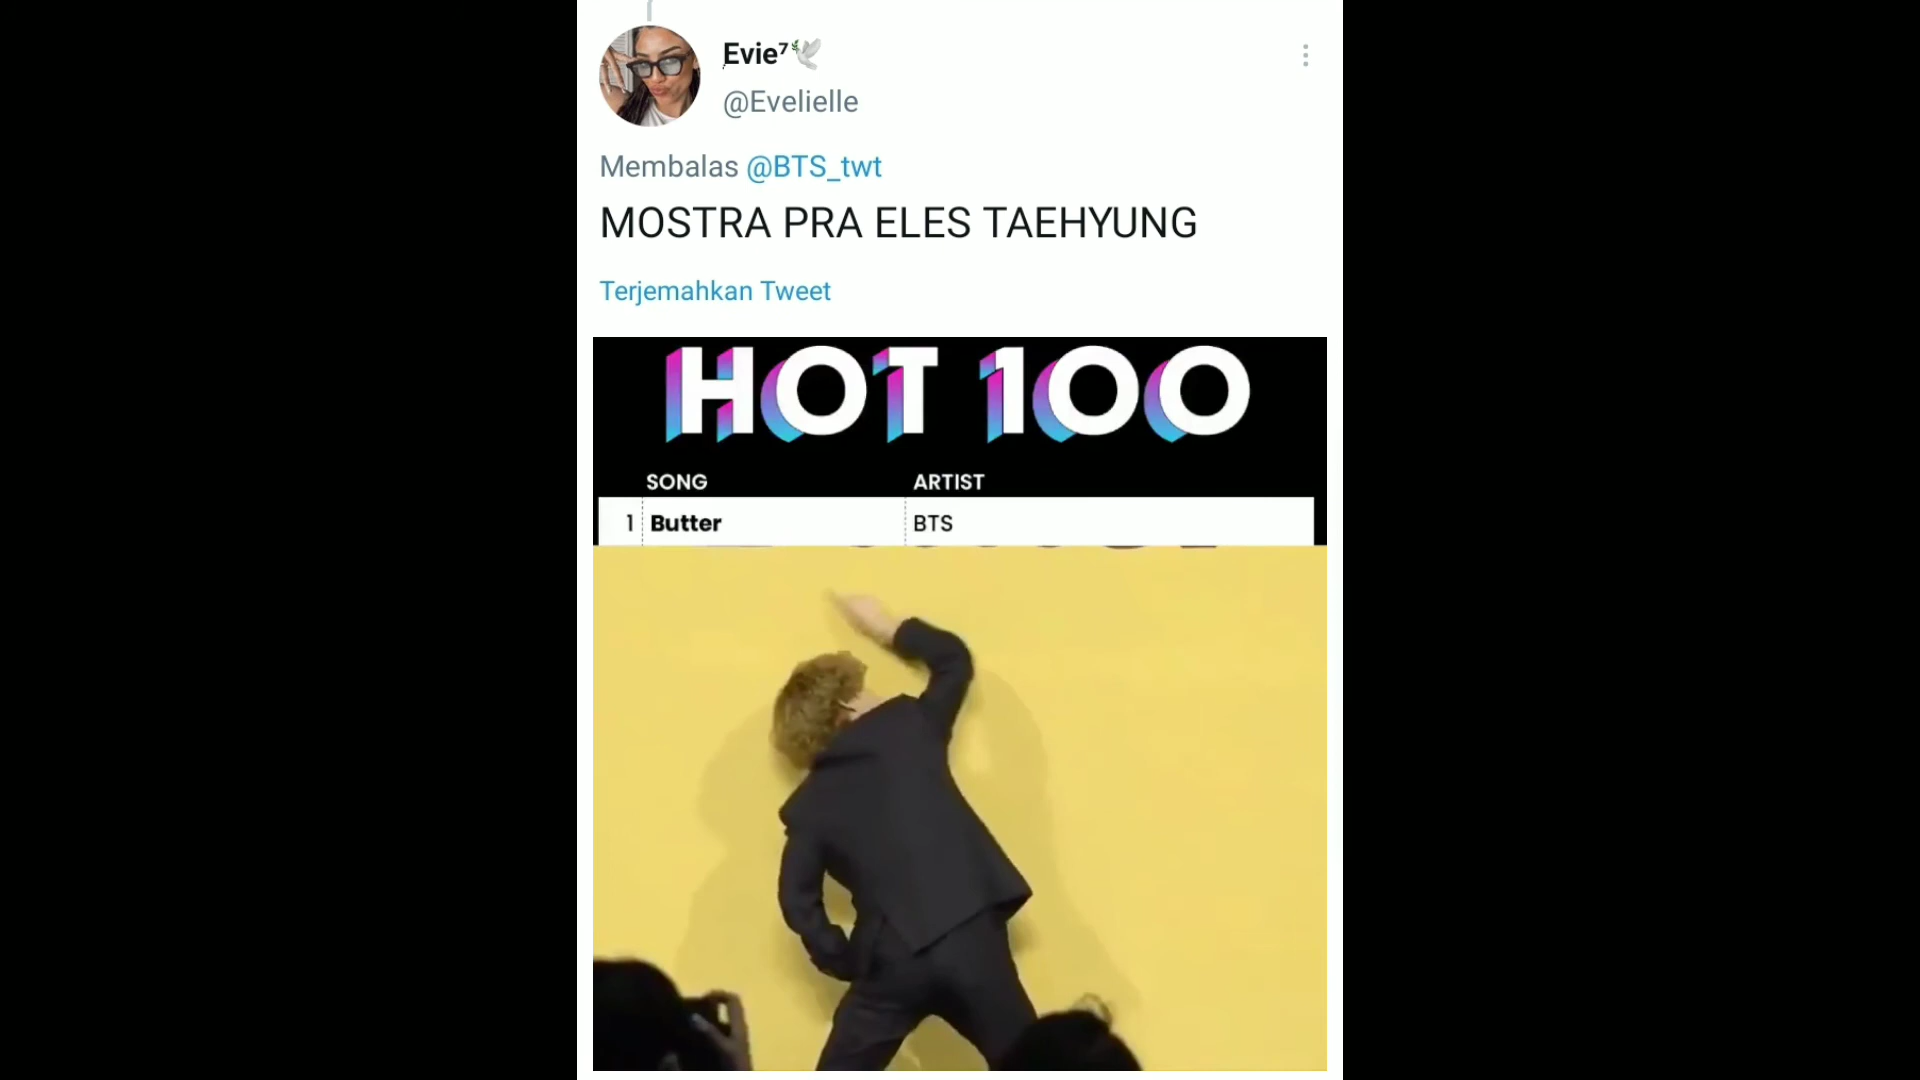 Evie⁷🕊️
@Evelielle
Membalas @BTS_twt
MOSTRA PRA ELES TAEHYUNG
Terjemahkan Tweet
HOT 100
SONG ARTIST
1 Butter BTS